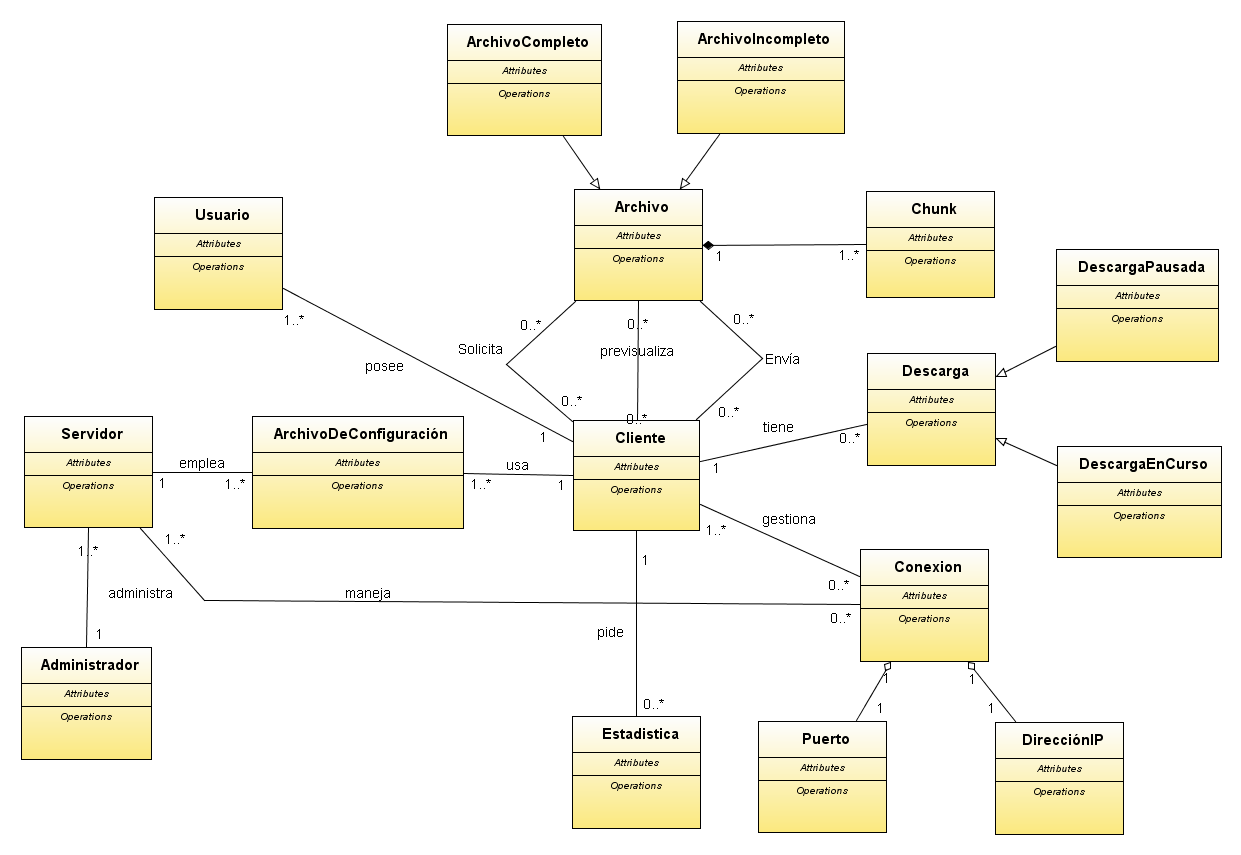 ArchivoCompleto
Attributes
Operations
ArchivoIncompleto
Attributes
Operations
Usuario
Attributes
Operations
Archivo
Attributes
Operations
Chunk
Attributes
Operations
1
1..*
DescargaPausada
Attributes
Operations
1..*
posee
1
0..*
Solicita
0..*
0..*
previsualiza
0..*
0..*
Envía
0..*
Descarga
Attributes
Operations
tiene
1
0..*
DescargaEnCurso
Attributes
Operations
Servidor
Attributes
Operations
emplea
1
1..*
ArchivoDeConfiguración
Attributes
Operations
usa
1..*
1
Cliente
Attributes
Operations
1..*
gestiona
0..*
1..*
administra
1
1..*
maneja
0..*
1
pide
0..*
Conexion
Attributes
Operations
1
1
1
1
Administrador
Attributes
Operations
Estadistica
Attributes
Operations
Puerto
Attributes
Operations
DirecciónIP
Attributes
Operations